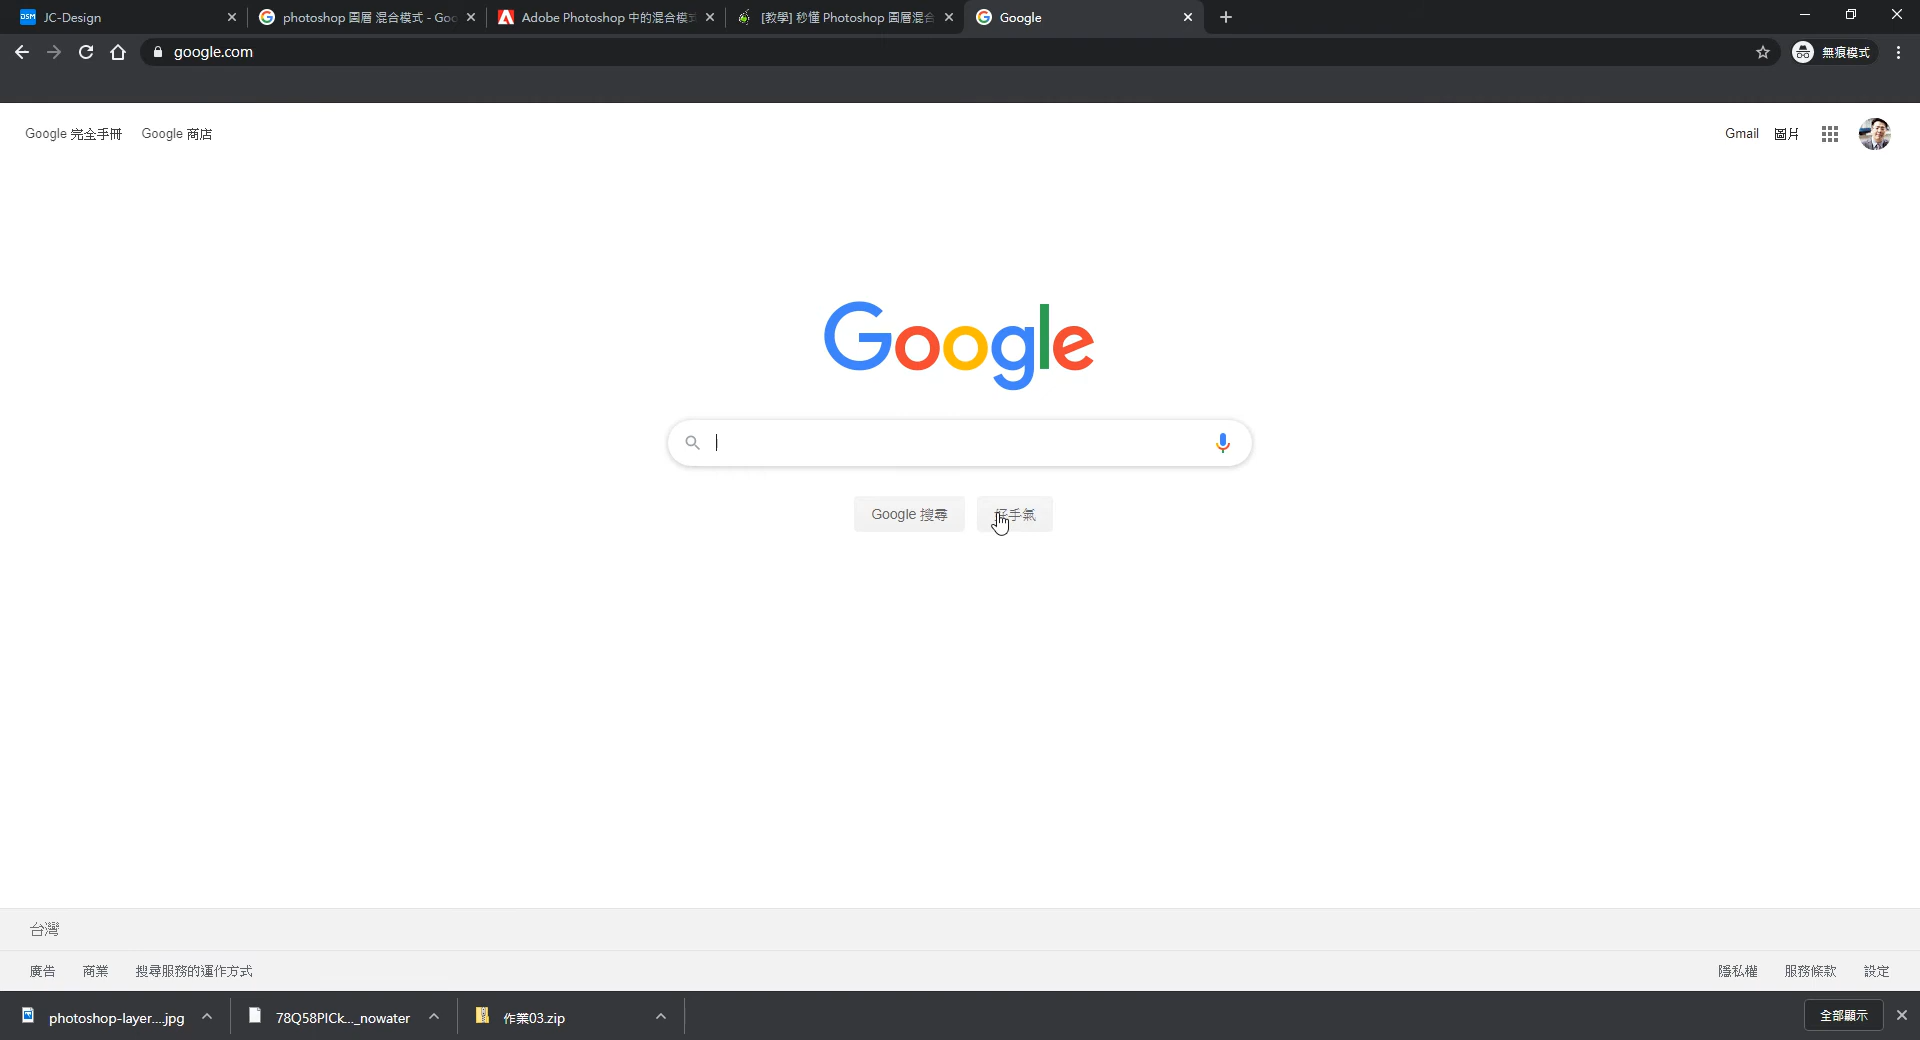 JC-Design
photoshop 圖層 混合模式 - Goo
Adobe Photoshop 中的混合模式
[教學] 秒懂 Photoshop 圖層混合
Google
google.com
無痕模式
Google 完全手冊
Google 商店
Gmail
圖片
Google
Google 搜尋
好手氣
台灣
廣告
商業
搜尋服務的運作方式
隱私權
服務條款
設定
photoshop-layer....jpg
78Q58PICk..._nowater
作業03.zip
全部顯示